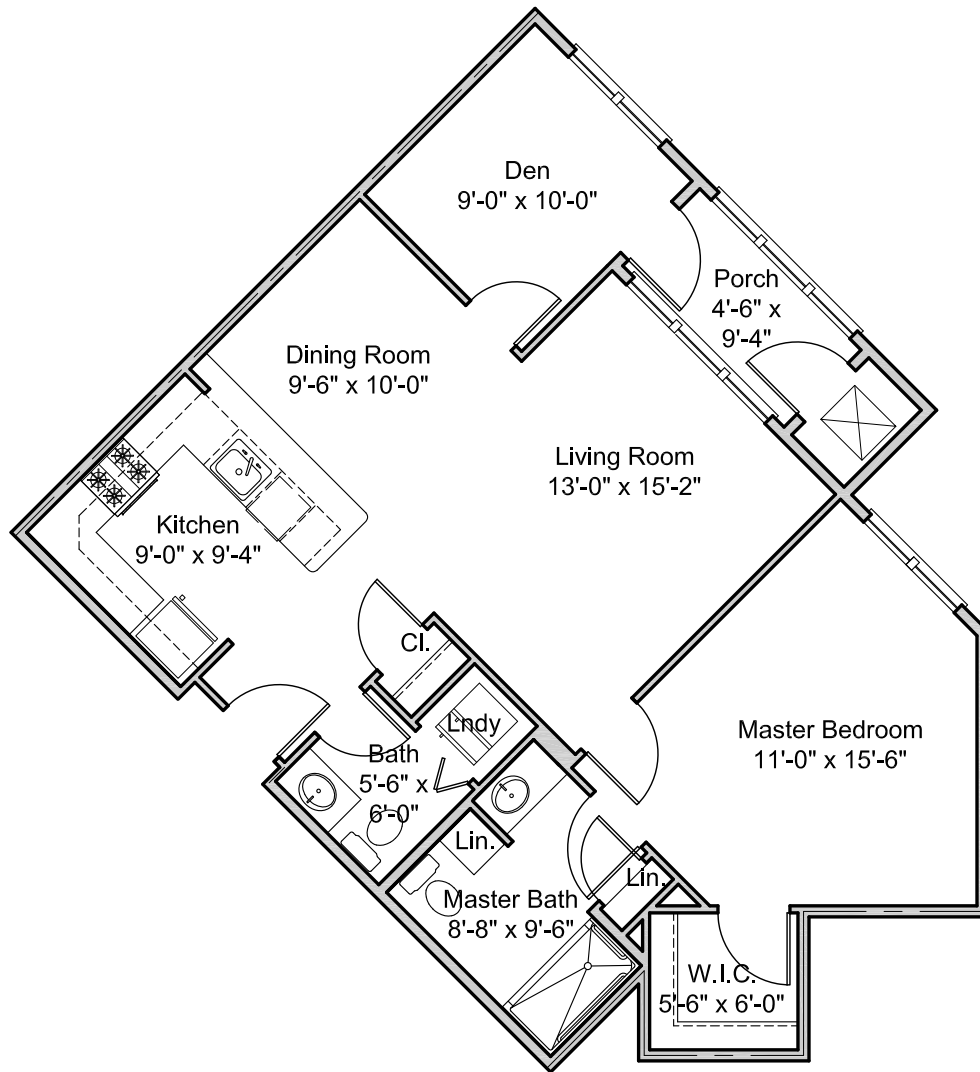 Den
9'-0" x 10'-0"
Porch
4'-6" x
9'-4"
Dining Room
9'-6" x 10'-0"
Living Room
13'-0" x 15'-2"
Kitchen
9'-0" x 9'-4"
Cl.
Lndy
Master Bedroom
11'-0" x 15'-6"
Bath
5'-6" x
6'-0"
Lin.
Lin.
Master Bath
8'-8" x 9'-6"
W.I.C.
5'-6" x 6'-0"